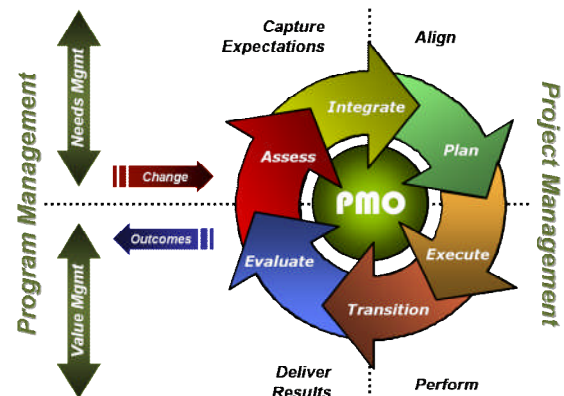 Capture
Expectations
Align
Program Management
Needs Mgmt
Integrate
Plan
Project Management
Assess
Change
PMO
Outcomes
Evaluate
Execute
Value Mgmt
Transition
Deliver
Results
Perform